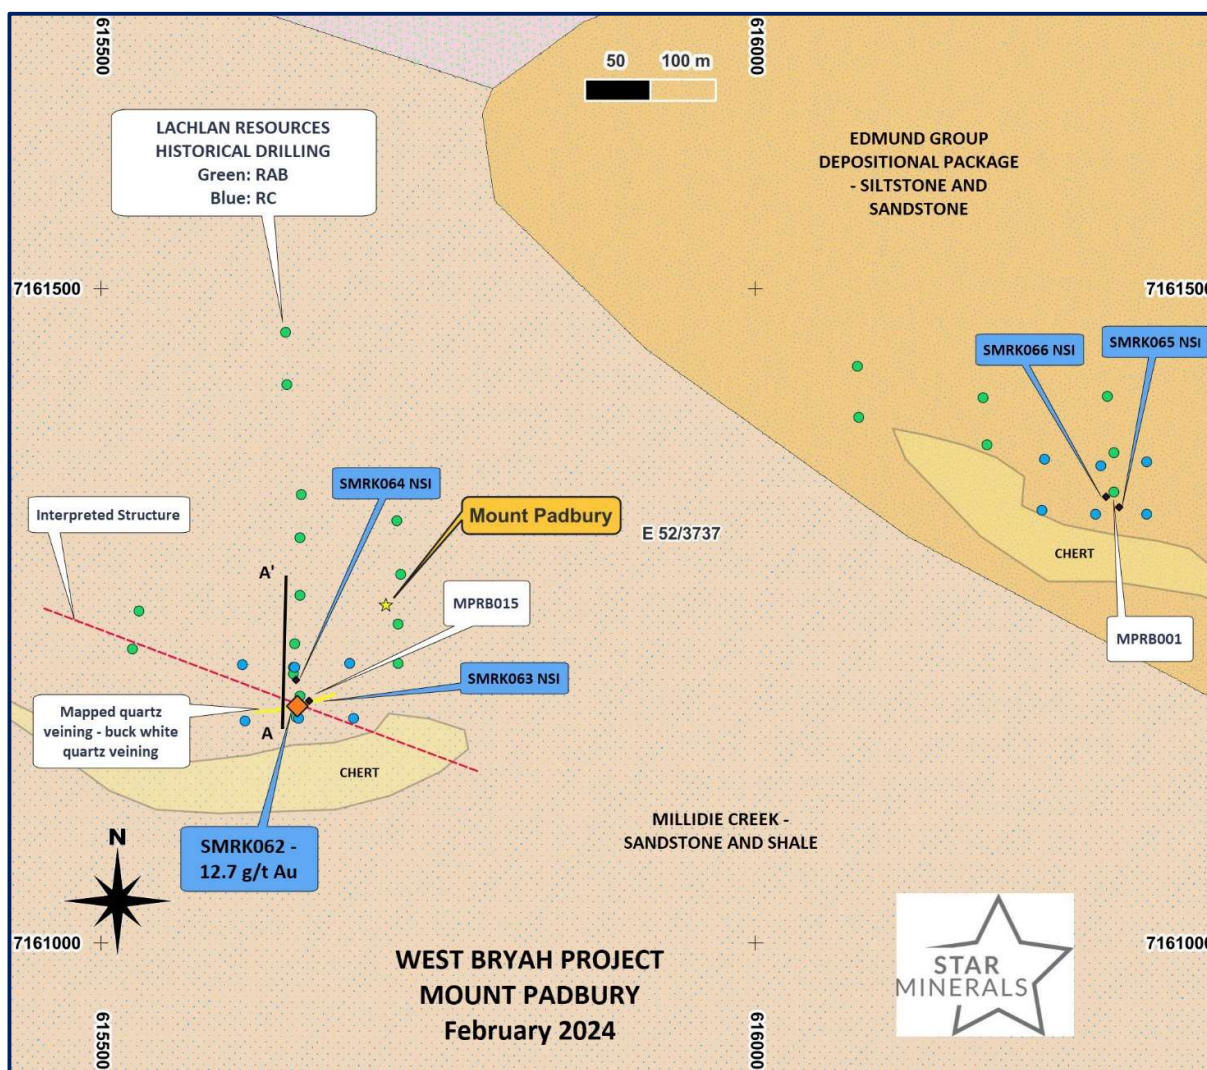 615500
616000
50 100 m
LACHLAN RESOURCES
HISTORICAL DRILLING
Green: RAB
Blue: RC
EDMUND GROUP
DEPOSITIONAL PACKAGE
- SILTSTONE AND
SANDSTONE
7161500
7161500
SMRK066 NSI
SMRK065 NSI
SMRK064 NSI
Interpreted Structure
Mount Padbury
E 52/3737
CHERT
A'
MPRB015
MPRB001
SMRK063 NSI
Mapped quartz
veining - buck white
quartz veining
A
CHERT
MILLIDIE CREEK -
SANDSTONE AND SHALE
N
SMRK062 -
12.7 g/t Au
7161000
7161000
WEST BRYAH PROJECT
MOUNT PADBURY
February 2024
STAR
MINERALS
615500
616000